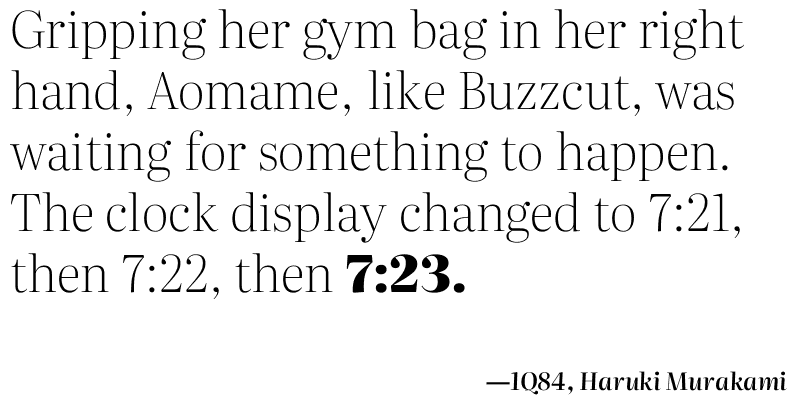 Gripping her gym bag in her right
hand, Aomame, like Buzzcut, was
waiting for something to happen.
The clock display changed to 7:21,
then 7:22, then 7:23.
—1Q84, Haruki Murakami